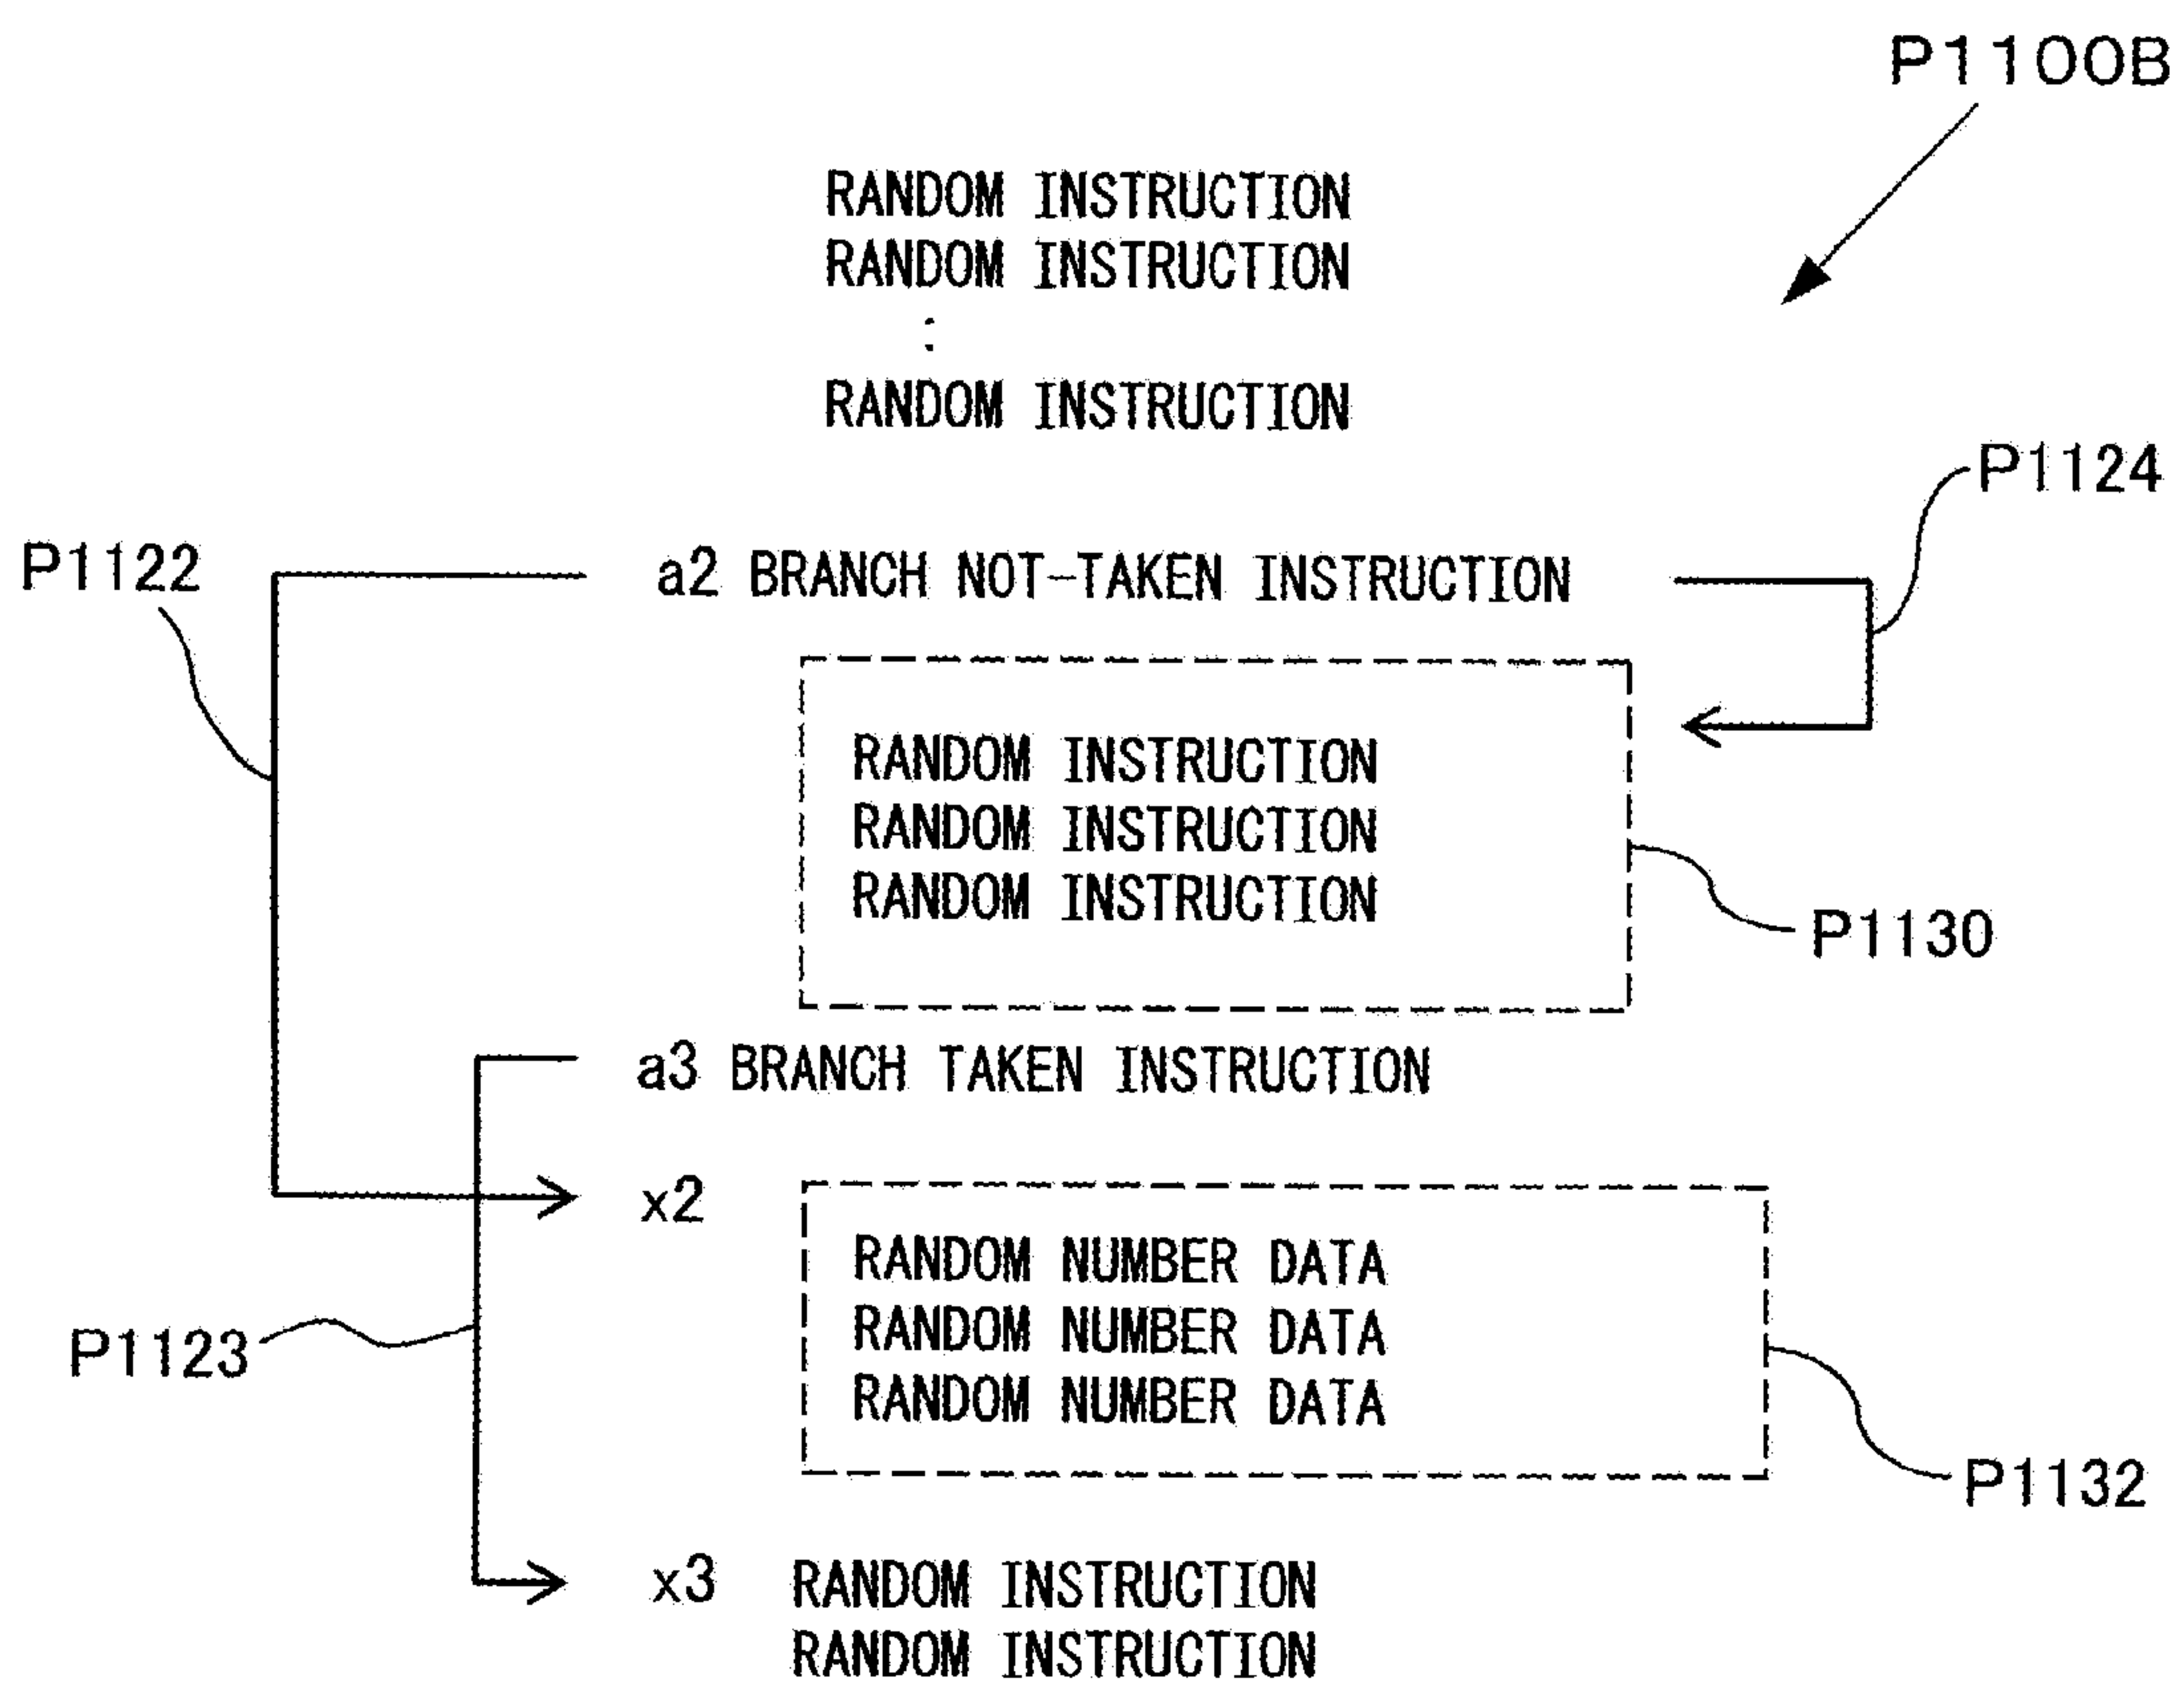 P1100B
RANDOM INSTRUCTION
RANDOM INSTRUCTION
:
RANDOM INSTRUCTION
P1124
P1122
a2 BRANCH NOT-TAKEN INSTRUCTION
RANDOM INSTRUCTION
RANDOM INSTRUCTION
RANDOM INSTRUCTION
P1130
a3 BRANCH TAKEN INSTRUCTION
x2
RANDOM NUMBER DATA
RANDOM NUMBER DATA
RANDOM NUMBER DATA
P1123
P1132
x3 RANDOM INSTRUCTION
RANDOM INSTRUCTION